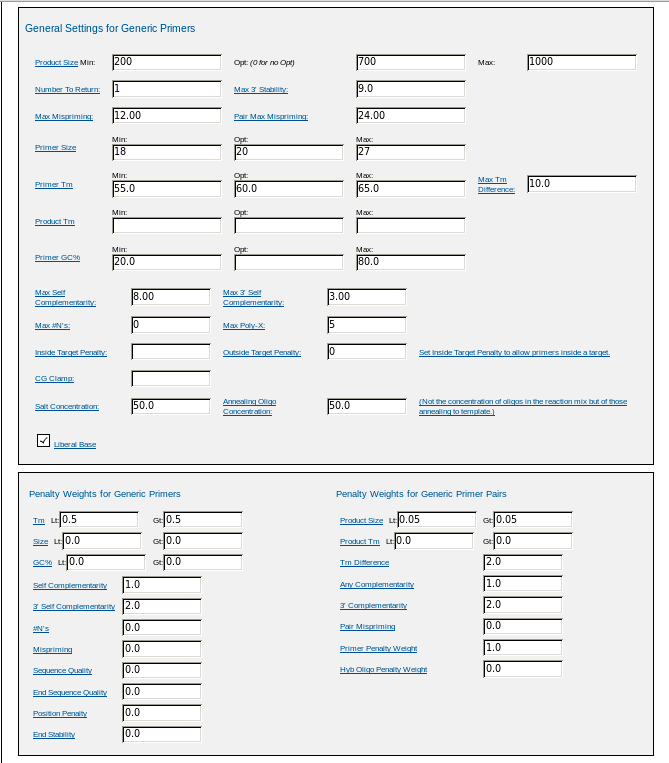 General Settings for Generic Primers
Product Size Min: 200 Opt: (0 for no Opt) 700 Max: 1000
Number To Return: 1 Max 3' Stability: 9.0
Max Mispriming: 12.00 Pair Max Mispriming: 24.00
Min: Opt: Max:
Primer Size 18 20 27
Min: Opt: Max:
Primer Tm 55.0 60.0 65.0 Max Tm Difference: 10.0
Min: Opt: Max:
Product Tm
Min: Opt: Max:
Primer GC% 20.0 80.0
Max Self Complementarity: 8.00 Max 3' Self Complementarity: 3.00
Max #N's: 0 Max Poly-X: 5
Inside Target Penalty: Outside Target Penalty: 0 Set Inside Target Penalty to allow primers inside a target.
CG Clamp:
Salt Concentration: 50.0 Annealing Oligo Concentration: 50.0 (Not the concentration of oligos in the reaction mix but of those annealing to template.)
Liberal Base
Penalty Weights for Generic Primers
Tm Lt: 0.5 Gt: 0.5
Size Lt: 0.0 Gt: 0.0
GC% Lt: 0.0 Gt: 0.0
Self Complementarity 1.0
3' Self Complementarity 2.0
#N's 0.0
Mispriming 0.0
Sequence Quality 0.0
End Sequence Quality 0.0
Position Penalty 0.0
End Stability 0.0
Penalty Weights for Generic Primer Pairs
Product Size Lt: 0.05 Gt: 0.05
Product Tm Lt: 0.0 Gt: 0.0
Tm Difference 2.0
Any Complementarity 1.0
3' Complementarity 2.0
Pair Mispriming 0.0
Primer Penalty Weight 1.0
Hyb Oligo Penalty Weight 0.0